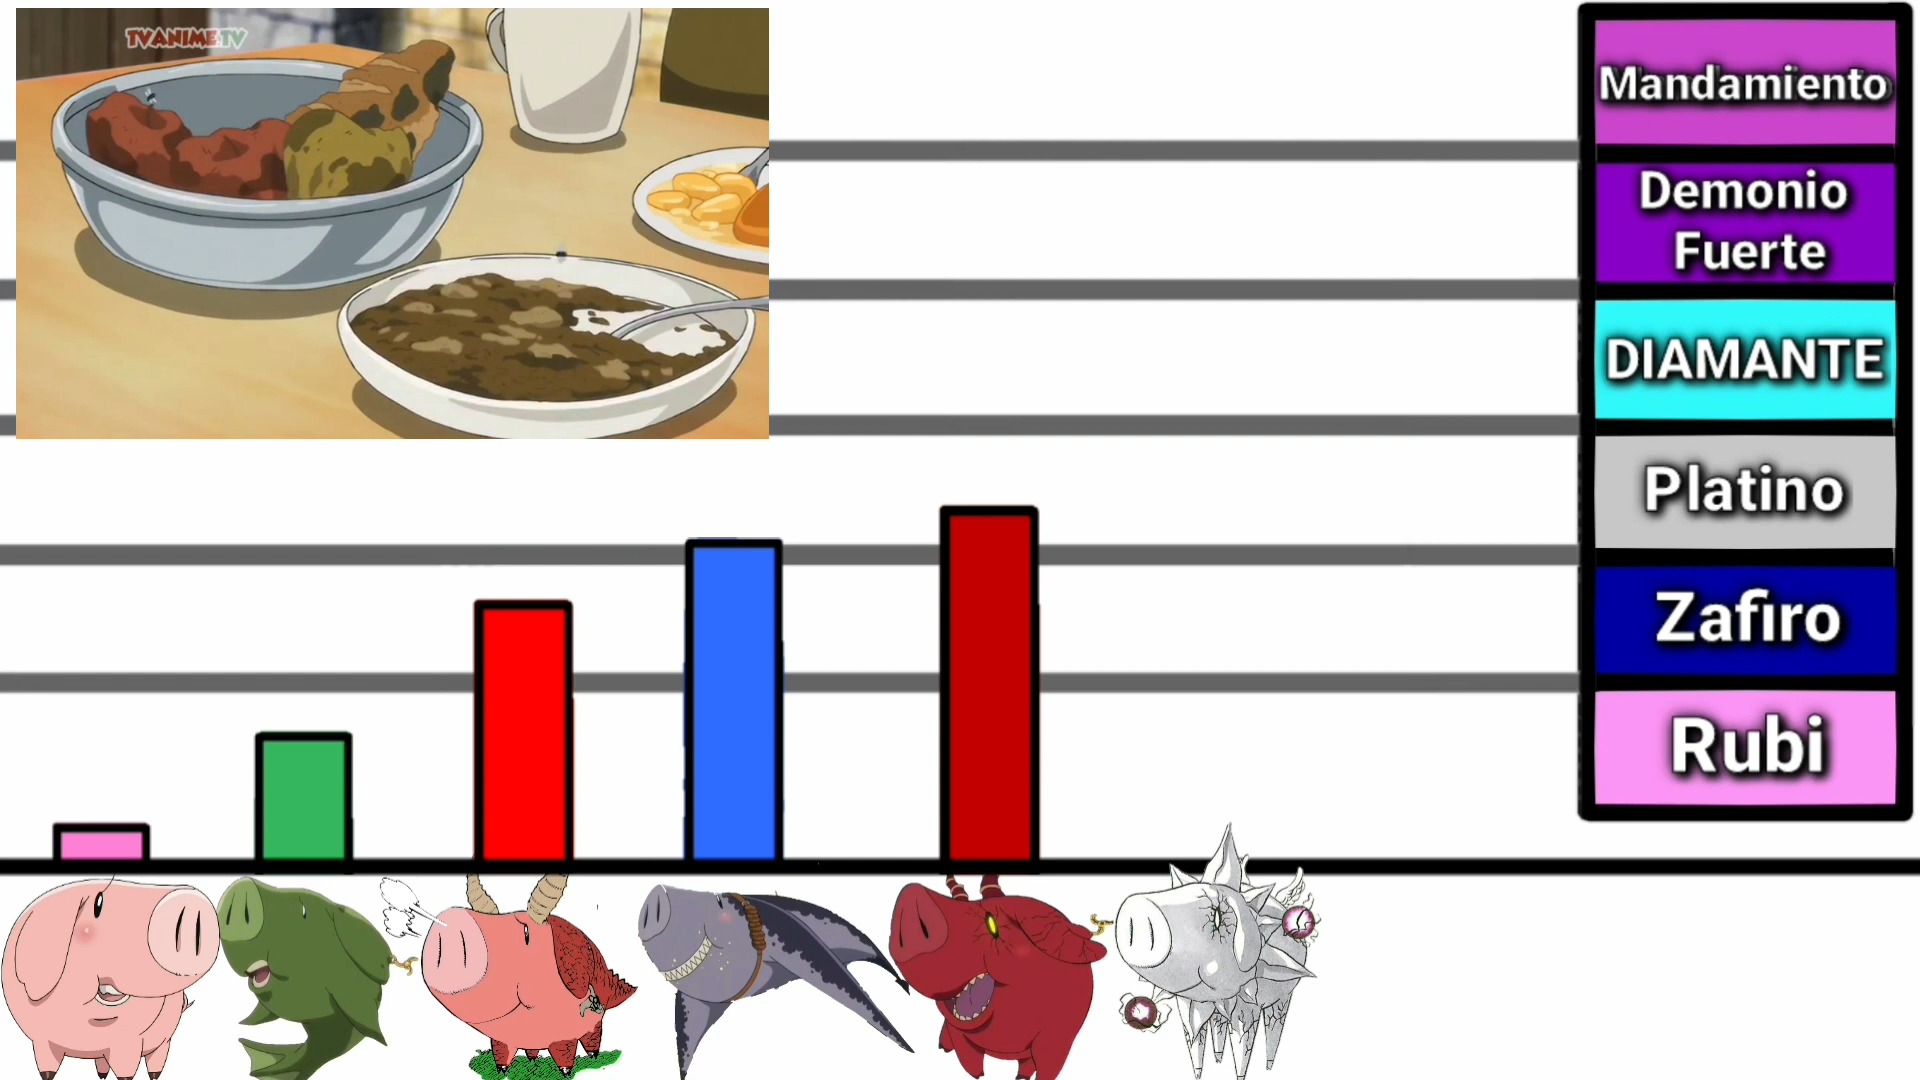 TVANIME.TV
Mandamiento
Demonio
Fuerte
DIAMANTE
Platino
Zafiro
Rubi